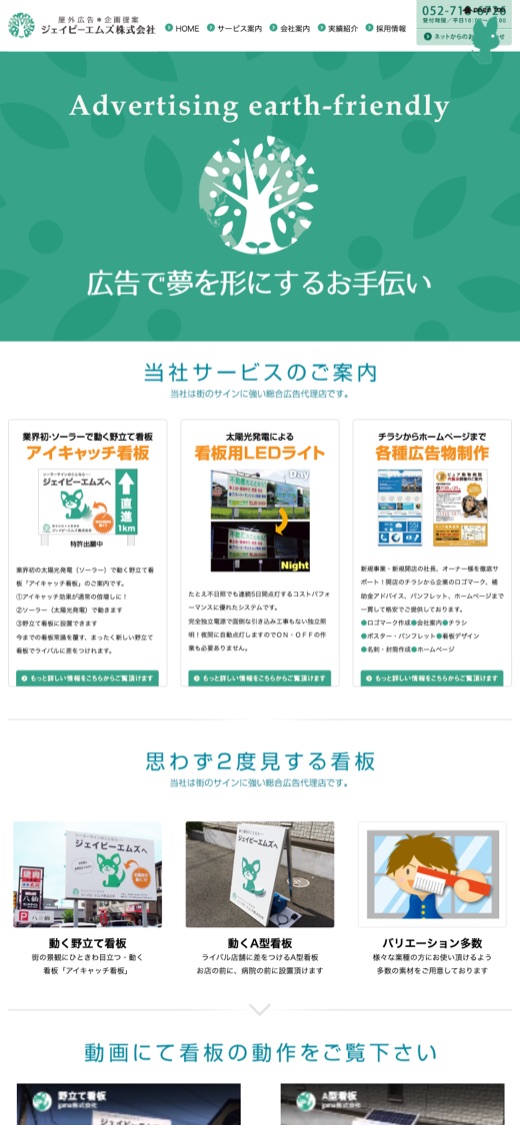 屋外広告●企画提案
ジェイピーエムズ株式会社
HOME
サービス案内
会社案内
実績紹介
採用情報
ネットからのお
Advertising earth-friendly
広告で夢を形にするお手伝い
当社サービスのご案内
当社は街のサインに強い総合広告代理店です。
業界初・ソーラーで動く野立て看板
アイキャッチ看板
ジェイピーエムズへ
直進
1km
特許出願中
業界初の太陽光発電（ソーラー）で動く野立て看
板「アイキャッチ看板」のご案内です。
①アイキャッチ効果が通常の倍増しに！
②ソーラー（太陽光発電）で動きます
③野立て看板に設置できます
今までの看板常識を覆す、まったく新しい野立て
看板でライバルに差をつけれます。
もっと詳しい情報をこちらからご覧頂けます
太陽光発電による
看板用LEDライト
Day
Night
たとえ不日照でも連続5日間点灯するコストパフォ
ーマンスに優れたシステムです。
完全独立電源で面倒な引き込み工事もない独立照
明！夜間に自動点灯しますのでON・OFFの作
業も必要ありません。
もっと詳しい情報をこちらからご覧頂けます
チラシからホームページまで
各種広告物制作
新規事業・新規開店の社長、オーナー様を徹底サ
ポート！開店のチラシから企業のロゴマーク、補
助金アドバイス、パンフレット、ホームページまで
一貫して格安でご提供しております。
●ロゴマーク作成●会社案内●チラシ
●ポスター・パンフレット●看板デザイン
●名刺・封筒作成●ホームページ
もっと詳しい情報をこちらからご覧頂けます
思わず2度見する看板
当社は街のサインに強い総合広告代理店です。
ジェイピーエムズへ
八仙
動く野立て看板
街の景観にひときわ目立つ・動く
看板「アイキャッチ看板」
ジェイピーエムズへ
動くA型看板
ライバル店舗に差をつけるA型看板
お店の前に、病院の前に設置頂けます
バリエーション多数
様々な業種の方にお使い頂けるよう
多数の素材をご用意しております
動画にて看板の動作をご覧下さい
野立て看板
jpms株式会社
A型看板
jpms株式会社